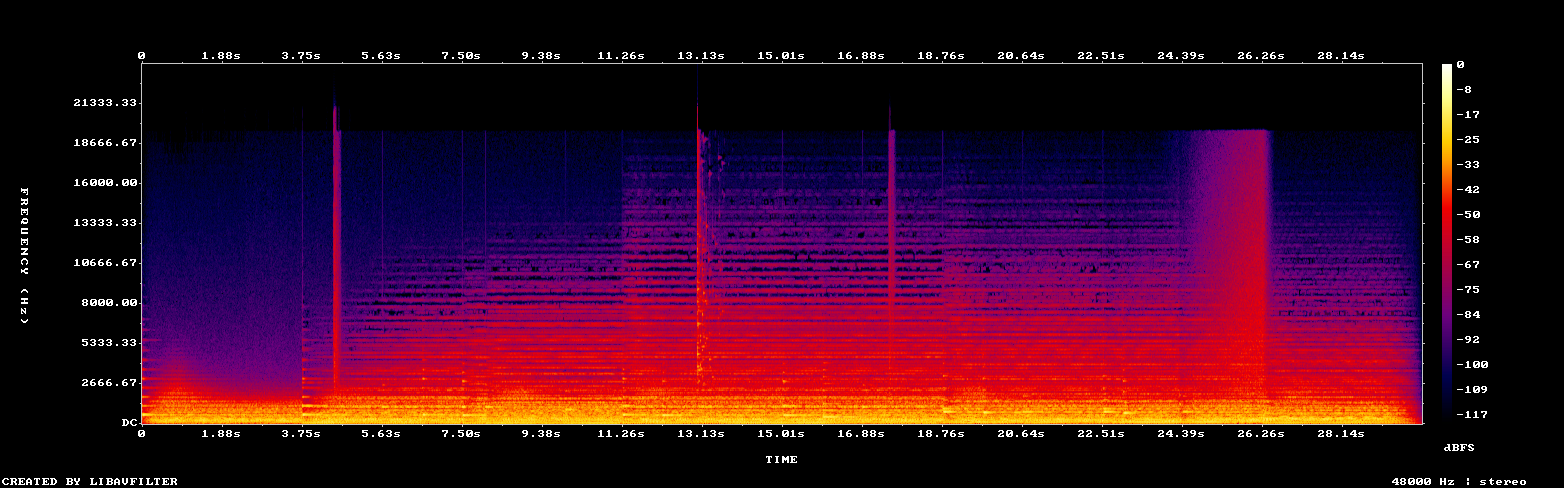 0 1.88s 3.75s 5.63s 7.50s 9.38s 11.26s 13.13s 15.01s 16.88s 18.76s 20.64s 22.51s 24.39s 26.26s 28.14s
21333.33
18666.67
16000.00
13333.33
10666.67
8000.00
5333.33
2666.67
DC
FREQUENCY (Hz)
0
-8
-17
-25
-33
-42
-50
-58
-67
-75
-84
-92
-100
-109
-117
0 1.88s 3.75s 5.63s 7.50s 9.38s 11.26s 13.13s 15.01s 16.88s 18.76s 20.64s 22.51s 24.39s 26.26s 28.14s
dBFS
TIME
CREATED BY LIBAVFILTER
48000 Hz | stereo